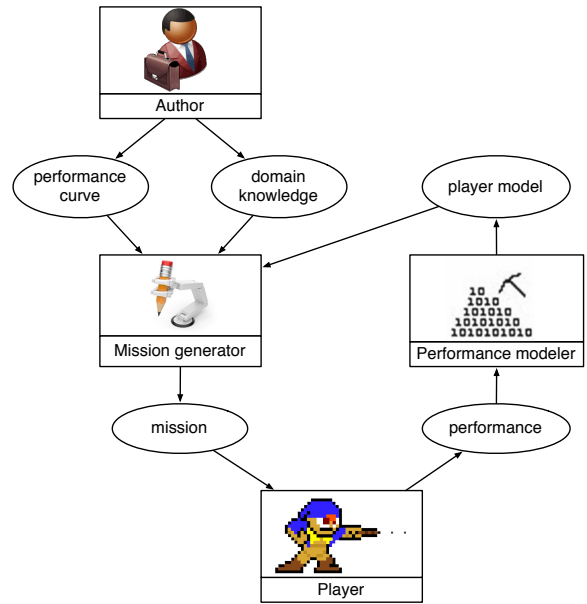 Author
performance
curve
domain
knowledge
player model
Mission generator
10
1010
101010
10101010
1010101010
Performance modeler
mission
performance
Player